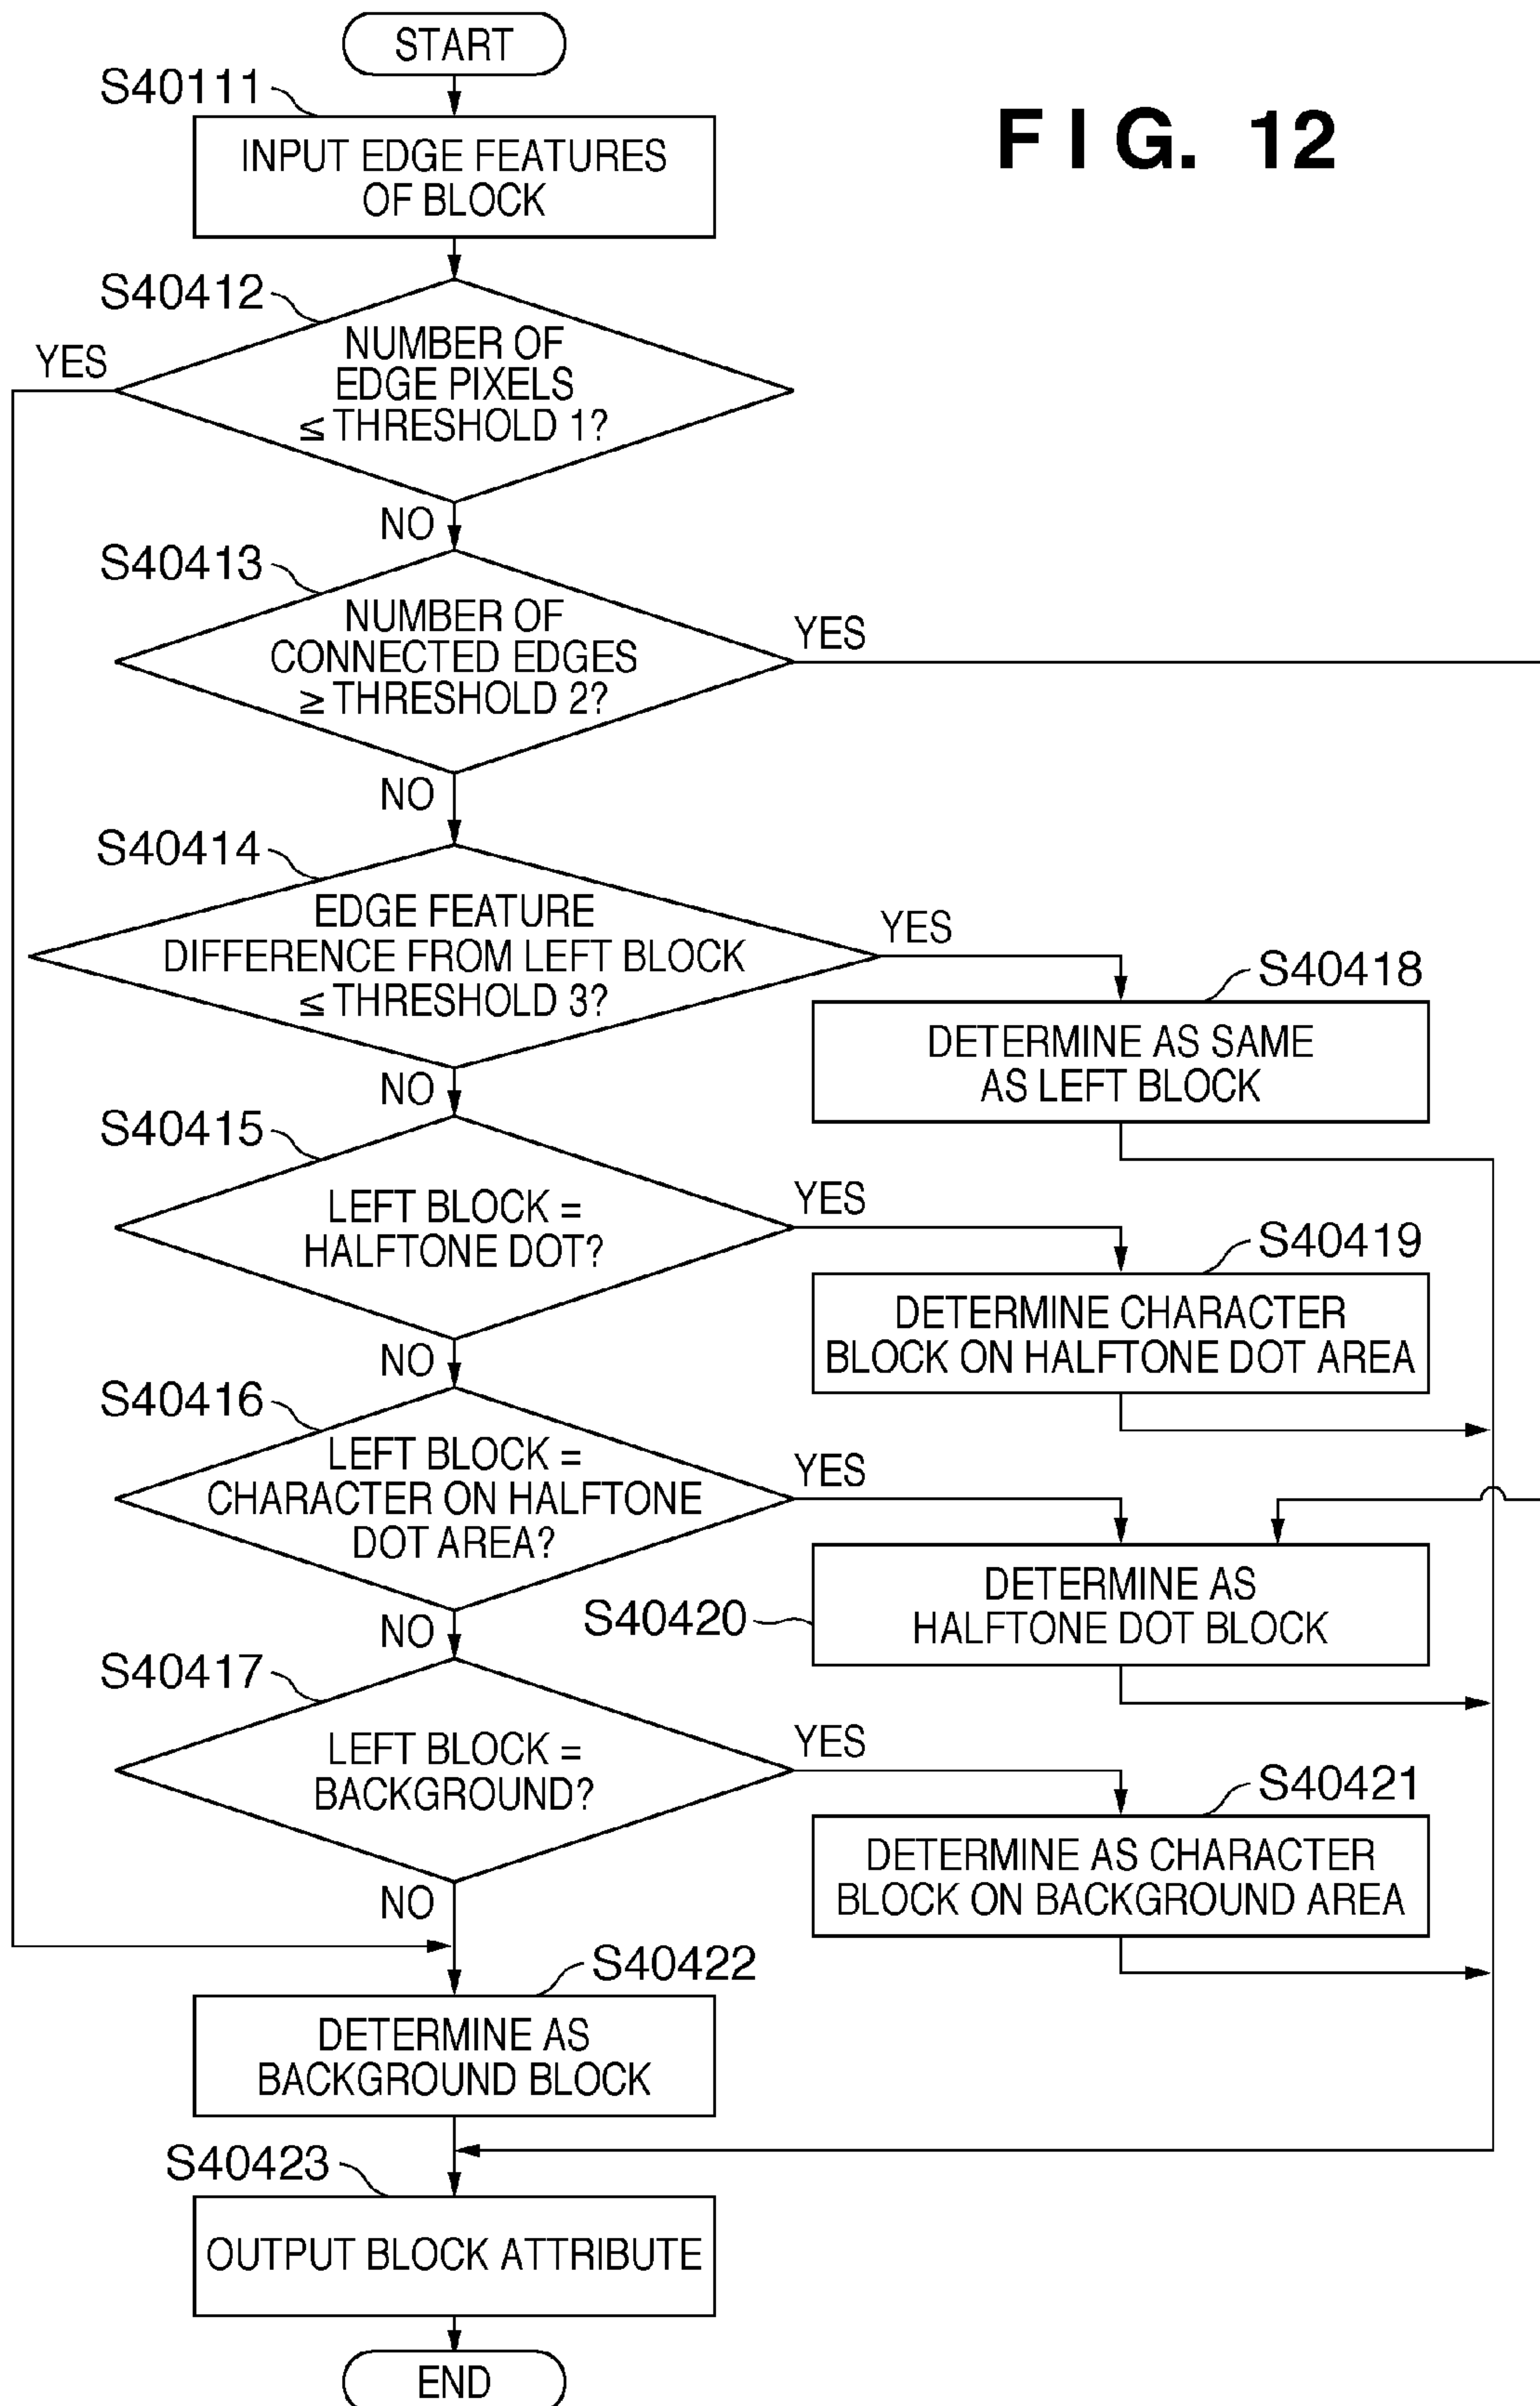 START
FIG. 12
S40111
INPUT EDGE FEATURES
OF BLOCK
S40412
NUMBER OF
EDGE PIXELS
≤ THRESHOLD 1?
YES
NO
S40413
NUMBER OF
CONNECTED EDGES
≥ THRESHOLD 2?
YES
NO
S40414
EDGE FEATURE
DIFFERENCE FROM LEFT BLOCK
≤ THRESHOLD 3?
YES
NO
S40418
DETERMINE AS SAME
AS LEFT BLOCK
S40415
LEFT BLOCK =
HALFTONE DOT?
YES
NO
S40419
DETERMINE CHARACTER
BLOCK ON HALFTONE DOT AREA
S40416
LEFT BLOCK =
CHARACTER ON HALFTONE
DOT AREA?
YES
NO
S40420
DETERMINE AS
HALFTONE DOT BLOCK
S40417
LEFT BLOCK =
BACKGROUND?
YES
NO
S40421
DETERMINE AS CHARACTER
BLOCK ON BACKGROUND AREA
S40422
DETERMINE AS
BACKGROUND BLOCK
S40423
OUTPUT BLOCK ATTRIBUTE
END